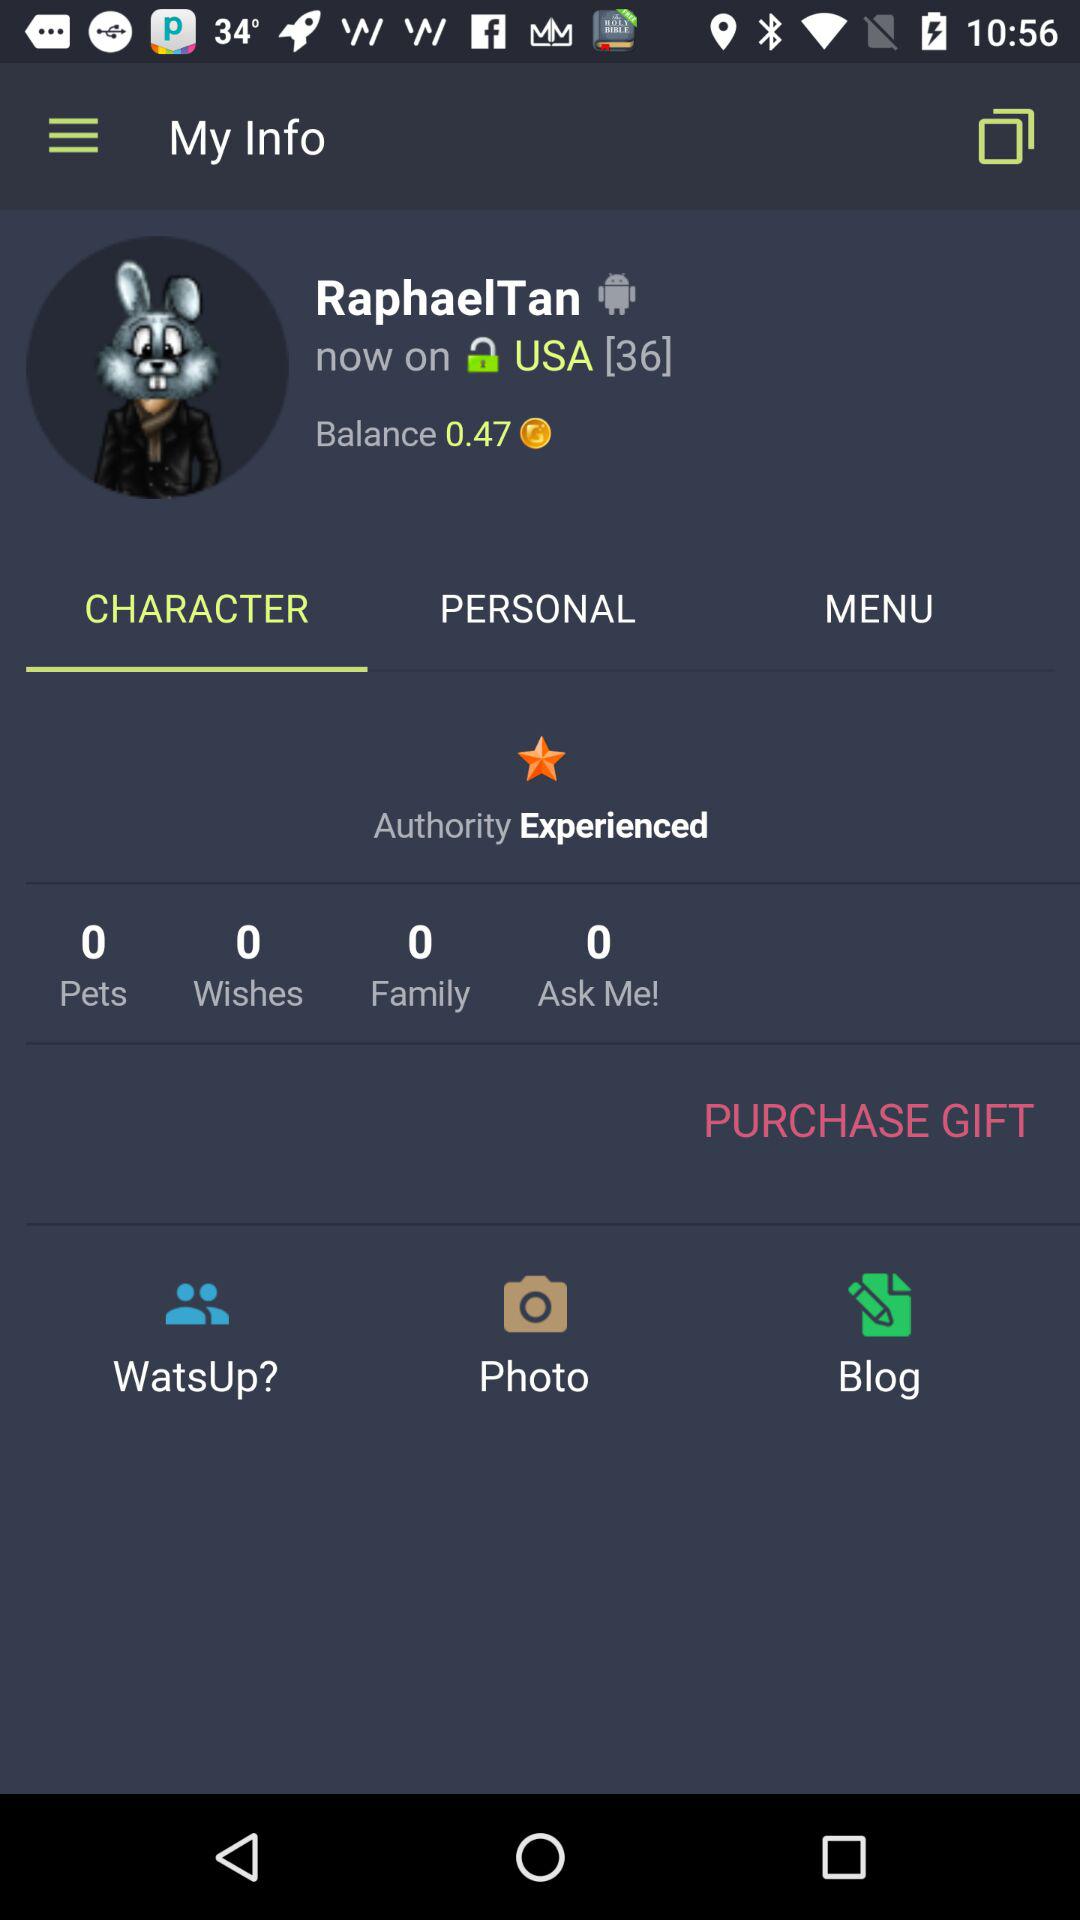 34° 10:56
My Info
RaphaelTan
now on USA [36]
Balance 0.47
CHARACTER PERSONAL MENU
Authority Experienced
0 0 0 0
Pets Wishes Family Ask Me!
PURCHASE GIFT
WatsUp? Photo Blog